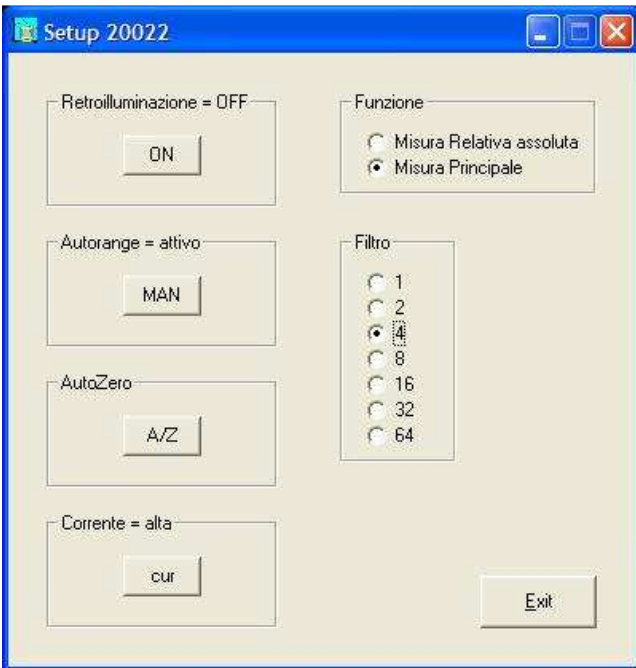 Setup 20022
Retroilluminazione = OFF
ON
Autorange = attivo
MAN
AutoZero
A/Z
Corrente = alta
cur
Funzione
Misura Relativa assoluta
Misura Principale
Filtro
1
2
4
8
16
32
64
Exit